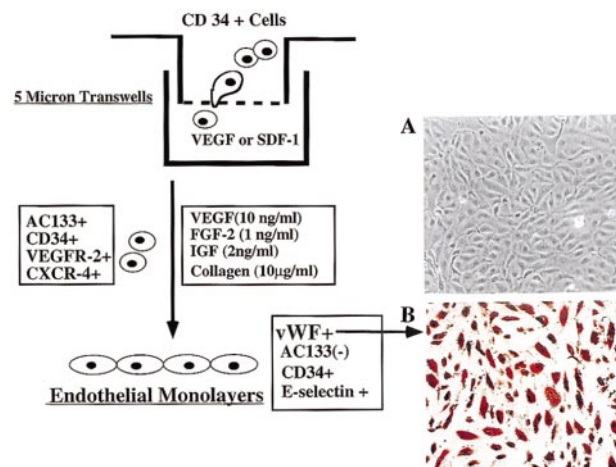 CD 34 + Cells
5 Micron Transwells
VEGF or SDF-1
AC133+
CD34+
VEGFR-2+
CXCR-4+
VEGF(10 ng/ml)
FGF-2 (1 ng/ml)
IGF (2ng/ml)
Collagen (10µg/ml)
vWF+
AC133(-)
CD34+
E-selectin +
Endothelial Monolayers
A
B